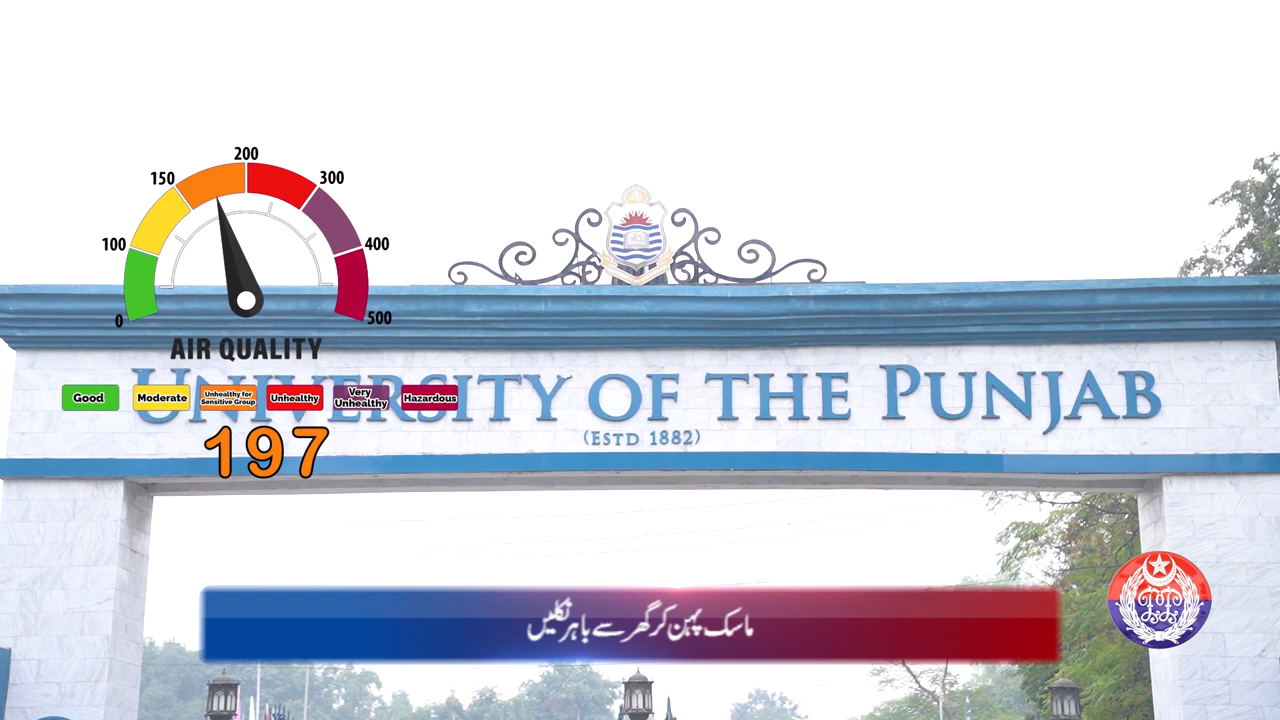 200
150
300
100
400
0
500
AIR QUALITY
Good
Moderate
Unhealthy for
Sensitive Group
Unhealthy
Very
Unhealthy
Hazardous
197
UNIVERSITY OF THE PUNJAB
(ESTD 1882)
ماسک پہن کر گھر سے باہر نکلیں